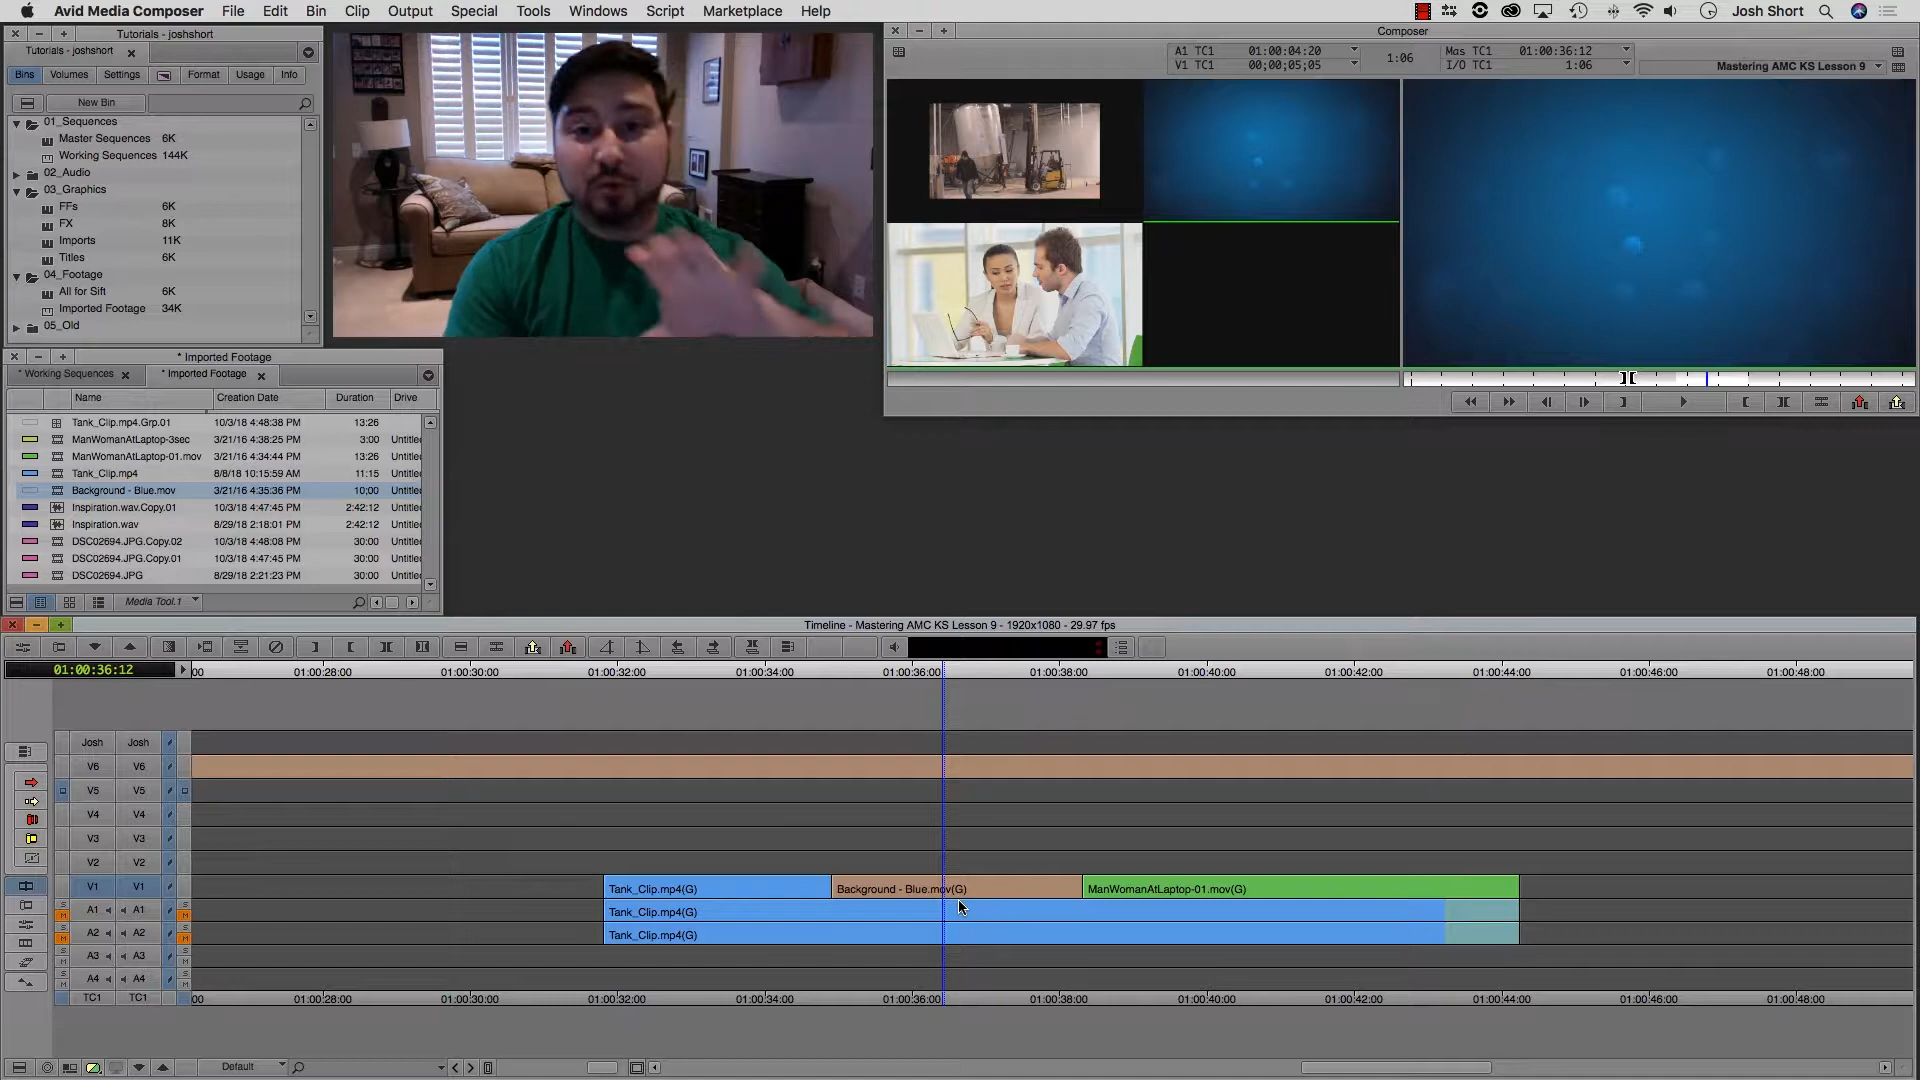 Avid Media Composer File Edit Bin Clip Output Special Tools Windows Script Marketplace Help Josh Short
Tutorials - joshshort
Tutorials - joshshort
Bins Volumes Settings Format Usage Info
New Bin
01_Sequences
Master Sequences 6K
Working Sequences 144K
02_Audio
03_Graphics
FFs 6K
FX 8K
Imports 11K
Titles 6K
04_Footage
All for Sift 6K
Imported Footage 34K
05_Old
Composer
A1 TC1 01:00:04:20
V1 TC1 00;00;05;05
1:06
Mas TC1 01:00:36:12
I/O TC1 1:06
Mastering AMC KS Lesson 9
* Imported Footage
* Working Sequences * Imported Footage
Name Creation Date Duration Drive
Tank_Clip.mp4.Grp.01 10/3/18 4:48:38 PM 13:26
ManWomanAtLaptop-3sec 3/21/16 4:38:25 PM 3:00 Untitle
ManWomanAtLaptop-01.mov 3/21/16 4:34:44 PM 13:26 Untitle
Tank_Clip.mp4 8/8/18 10:15:59 AM 11:15 Untitle
Background - Blue.mov 3/21/16 4:35:36 PM 10;00 Untitle
Inspiration.wav.Copy.01 10/3/18 4:47:45 PM 2:42:12 Untitle
Inspiration.wav 8/29/18 2:18:01 PM 2:42:12 Untitle
DSC02694.JPG.Copy.02 10/3/18 4:48:08 PM 30:00 Untitle
DSC02694.JPG.Copy.01 10/3/18 4:47:45 PM 30:00 Untitle
DSC02694.JPG 8/29/18 2:21:23 PM 30:00 Untitle
Media Tool.1
Timeline - Mastering AMC KS Lesson 9 - 1920x1080 - 29.97 fps
01:00:36:12 00 01:00:28:00 01:00:30:00 01:00:32:00 01:00:34:00 01:00:36:00 01:00:38:00 01:00:40:00 01:00:42:00 01:00:44:00 01:00:46:00 01:00:48:00
Josh Josh
V6 V6
V5 V5
V4 V4
V3 V3
V2 V2
V1 V1 Tank_Clip.mp4(G) Background - Blue.mov(G) ManWomanAtLaptop-01.mov(G)
A1 A1 Tank_Clip.mp4(G)
A2 A2 Tank_Clip.mp4(G)
A3 A3
A4 A4
TC1 TC1 00 01:00:28:00 01:00:30:00 01:00:32:00 01:00:34:00 01:00:36:00 01:00:38:00 01:00:40:00 01:00:42:00 01:00:44:00 01:00:46:00 01:00:48:00
Default